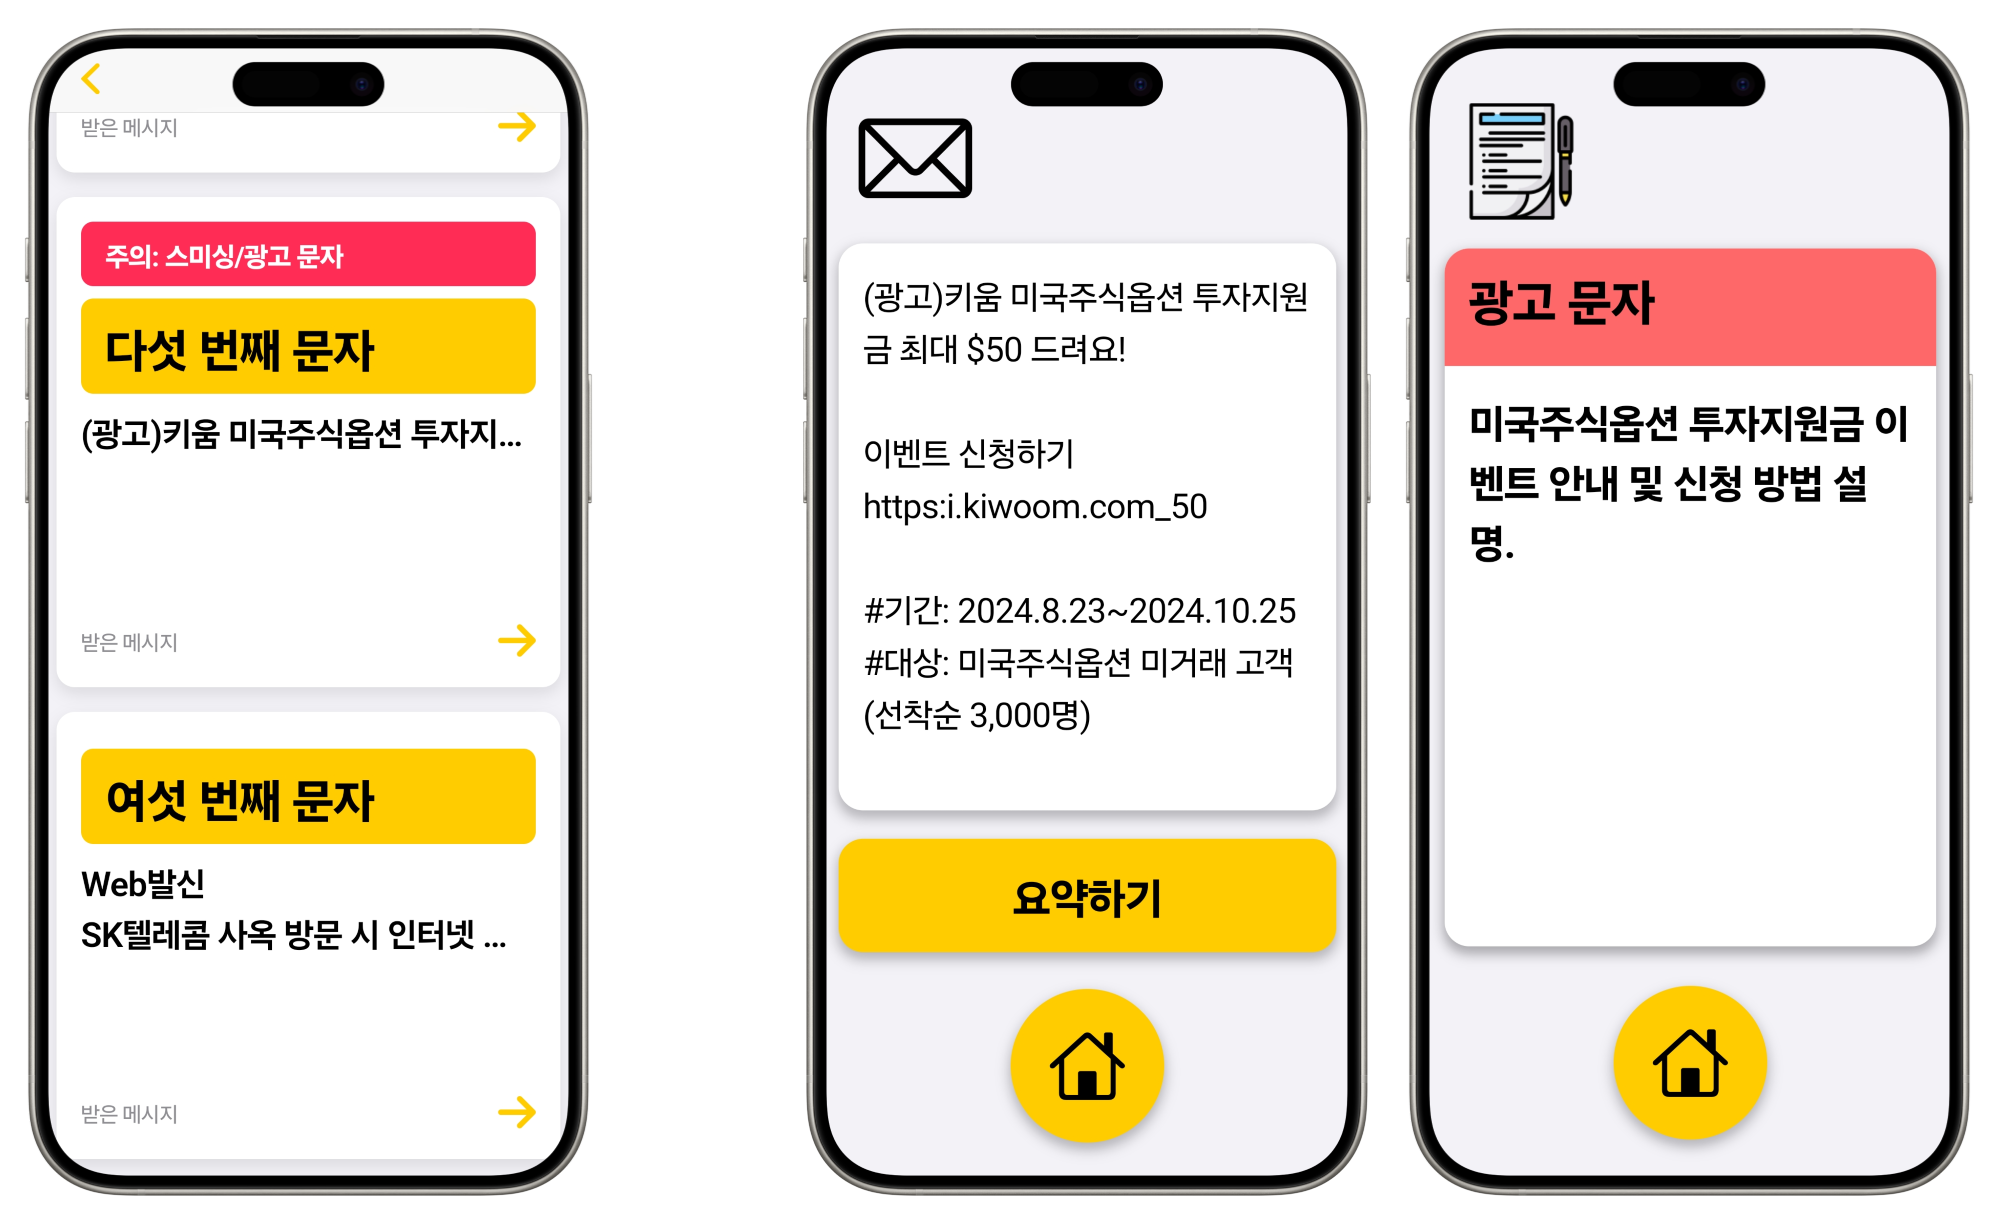 받은 메시지
주의: 스미싱/광고 문자
다섯 번째 문자
(광고)키움 미국주식옵션 투자지...
받은 메시지
여섯 번째 문자
Web발신
SK텔레콤 사옥 방문 시 인터넷 ...
받은 메시지
(광고)키움 미국주식옵션 투자지원
금 최대 $50 드려요!
이벤트 신청하기
https:i.kiwoom.com_50
#기간: 2024.8.23~2024.10.25
#대상: 미국주식옵션 미거래 고객
(선착순 3,000명)
요약하기
광고 문자
미국주식옵션 투자지원금 이
벤트 안내 및 신청 방법 설
명.